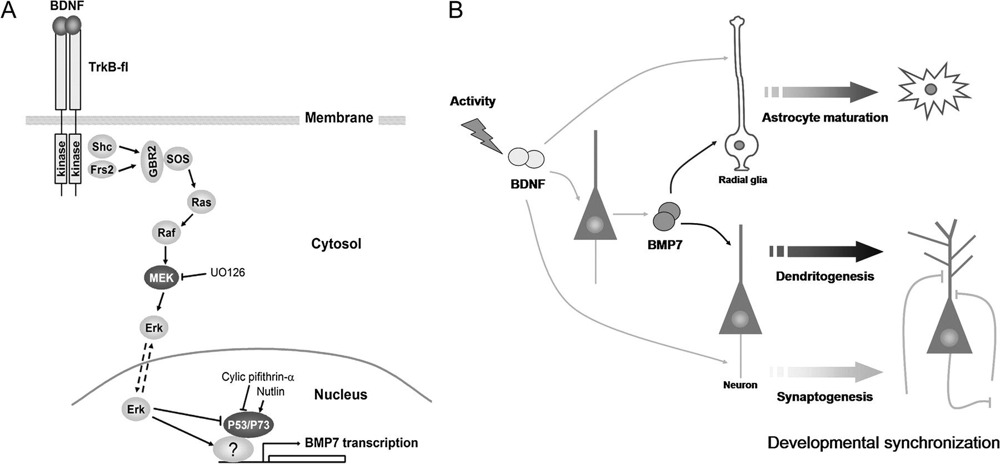 A
BDNF
TrkB-fl
Membrane
kinase
kinase
Shc
Frs2
GBR2
SOS
Ras
Raf
Cytosol
MEK
UO126
Erk
Cylic pifithrin-α
Nutlin
Nucleus
Erk
P53/P73
?
BMP7 transcription
B
Activity
BDNF
BMP7
Radial glia
Astrocyte maturation
Dendritogenesis
Neuron
Synaptogenesis
Developmental synchronization